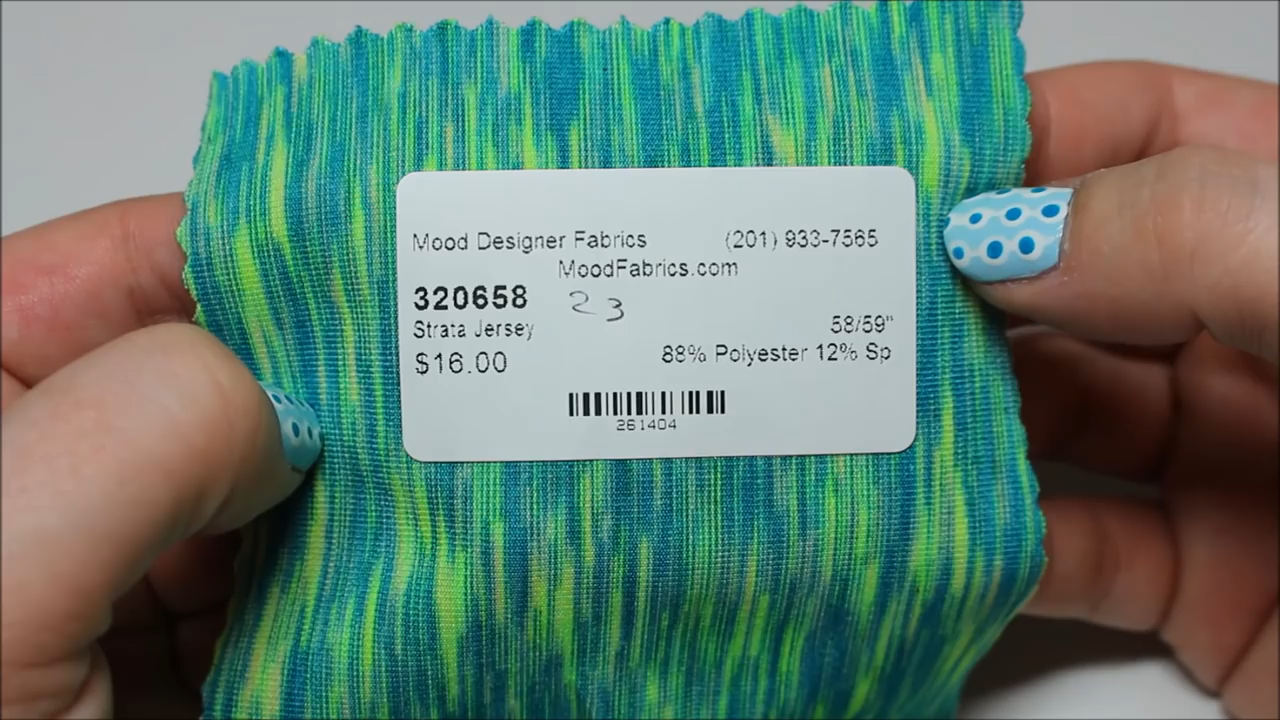 Mood Designer Fabrics (201) 933-7565
MoodFabrics.com
320658 23
Strata Jersey 58/59"
$16.00 88% Polyester 12% Sp
261404